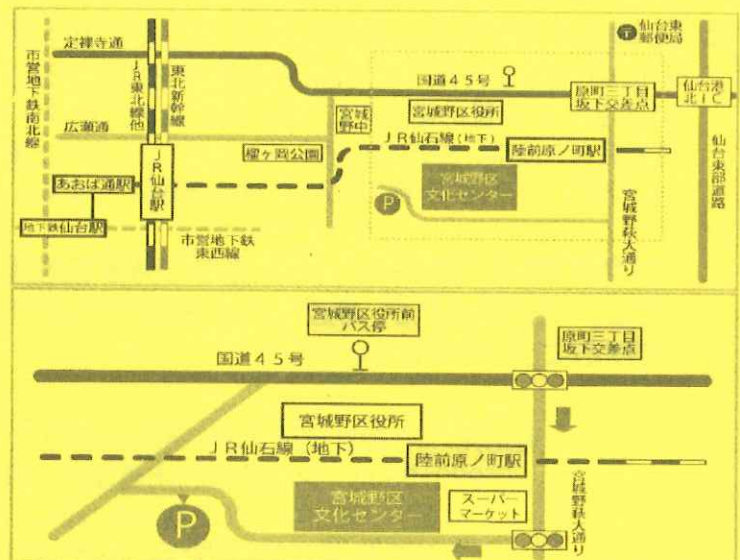 定禅寺通
市営地下鉄南北線
JR東北線他
東北新幹線
〒
仙台東
郵便局
国道45号
原町三丁目
坂下交差点
仙台港
北IC
宮城野区役所
宮城
野中
広瀬通
榴ヶ岡公園
JR仙石線(地下)
陸前原ノ町駅
JR仙台駅
あおば通駅
地下鉄仙台駅
市営地下鉄
東西線
宮城野区
文化センター
P
宮城野萩大通り
仙台東部道路
宮城野区役所前
バス停
原町三丁目
坂下交差点
国道45号
宮城野区役所
JR仙石線(地下)
陸前原ノ町駅
宮城野区
文化センター
スーパー
マーケット
P
宮城野萩大通り